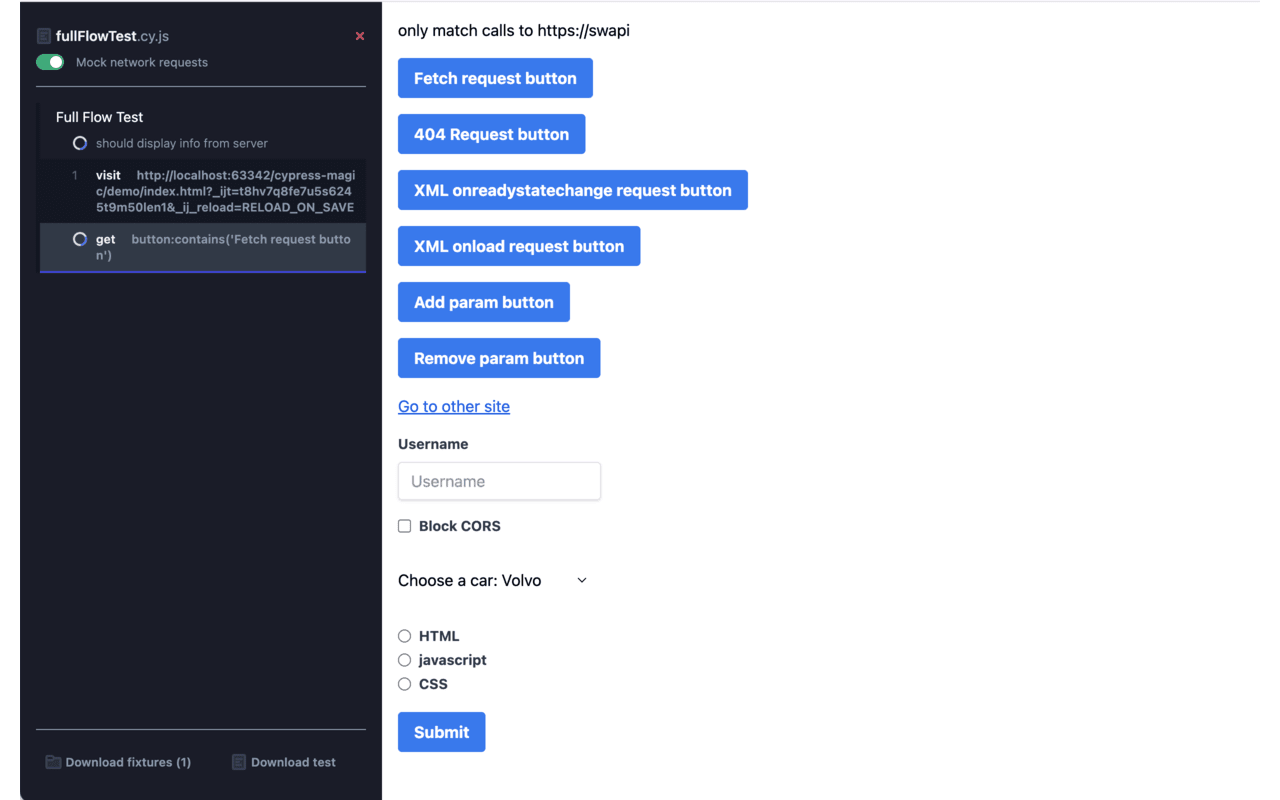 fullFlowTest.cy.js
Mock network requests
Full Flow Test
should display info from server
1 visit http://localhost:63342/cypress-magi
c/demo/index.html?_ijt=t8hv7q8fe7u5s624
5t9m50len1&_ij_reload=RELOAD_ON_SAVE
get button:contains('Fetch request butto
n')
Download fixtures (1)
Download test
only match calls to https://swapi
Fetch request button
404 Request button
XML onreadystatechange request button
XML onload request button
Add param button
Remove param button
Go to other site
Username
Username
Block CORS
Choose a car: Volvo
HTML
javascript
CSS
Submit